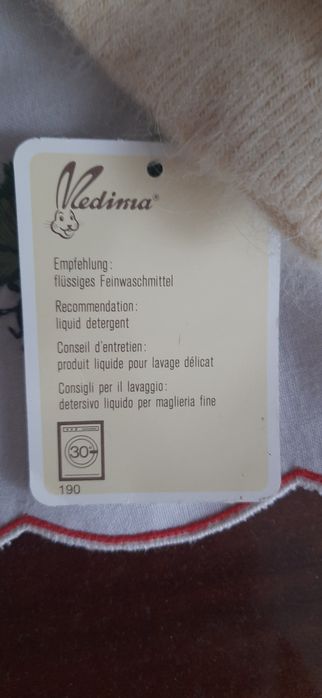 Medima®
Empfehlung:
flüssiges Feinwaschmittel
Recommendation:
liquid detergent
Conseil d'entretien:
produit liquide pour lavage délicat
Consigli per il lavaggio:
detersivo liquido per maglieria fine
30°
190